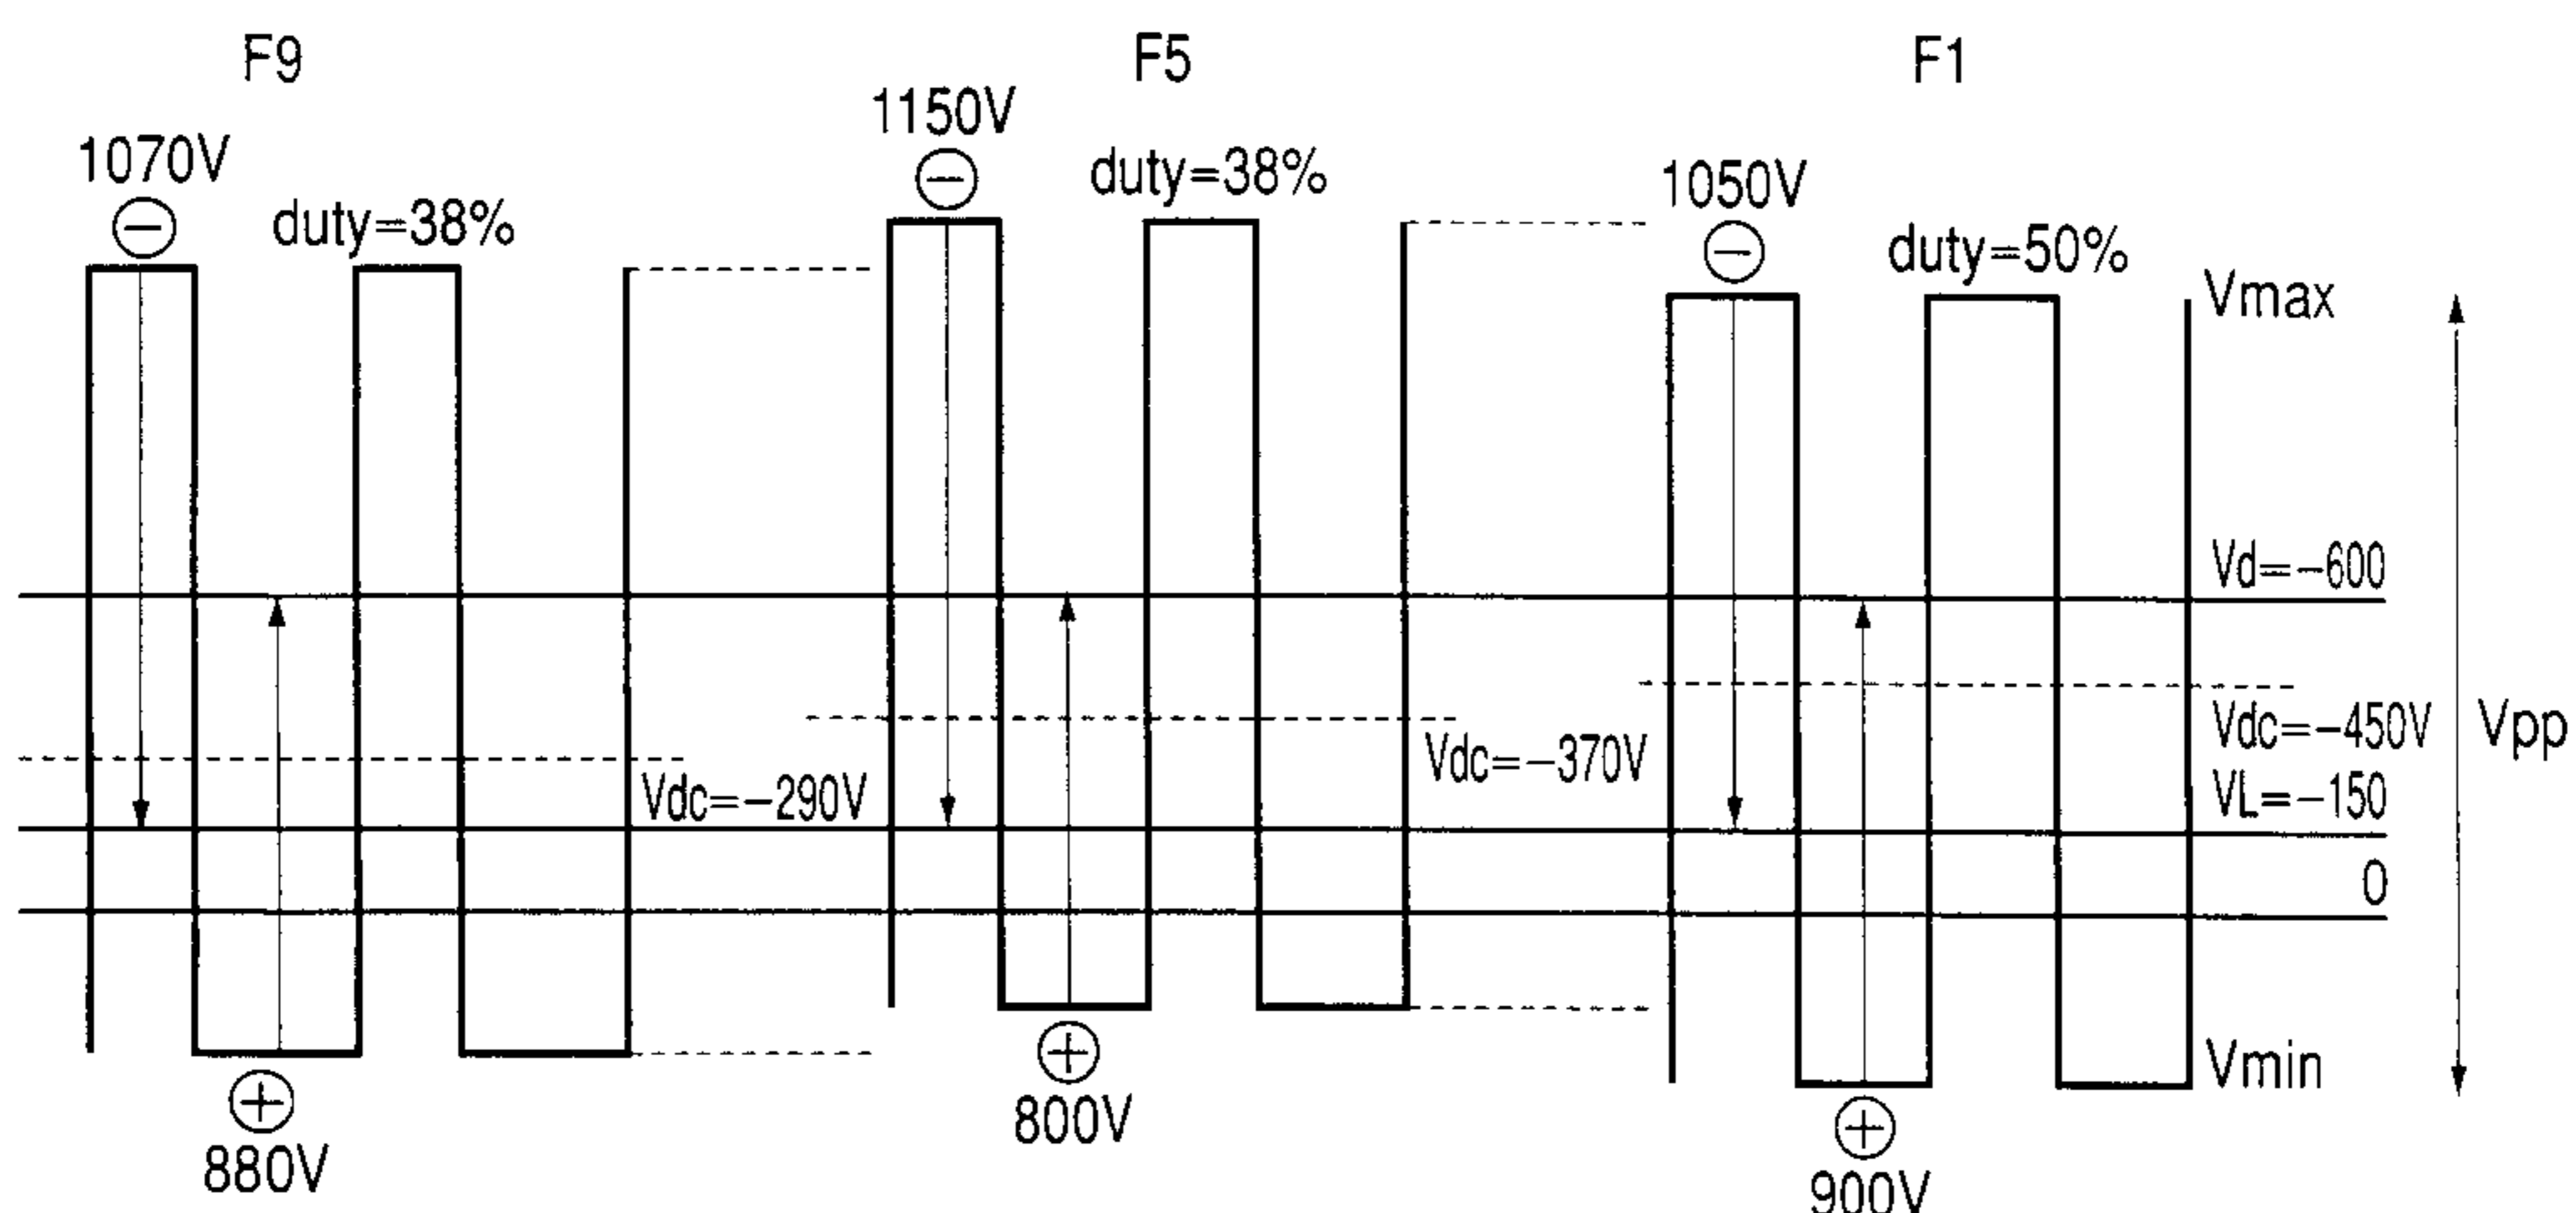 F9
1070V
⊖
duty=38%
Vdc=−290V
⊕
880V
F5
1150V
⊖
duty=38%
Vdc=−370V
⊕
800V
F1
1050V
⊖
duty=50%
⊕
900V
Vmax
Vd=−600
Vdc=−450V
VL=−150
0
Vmin
Vpp